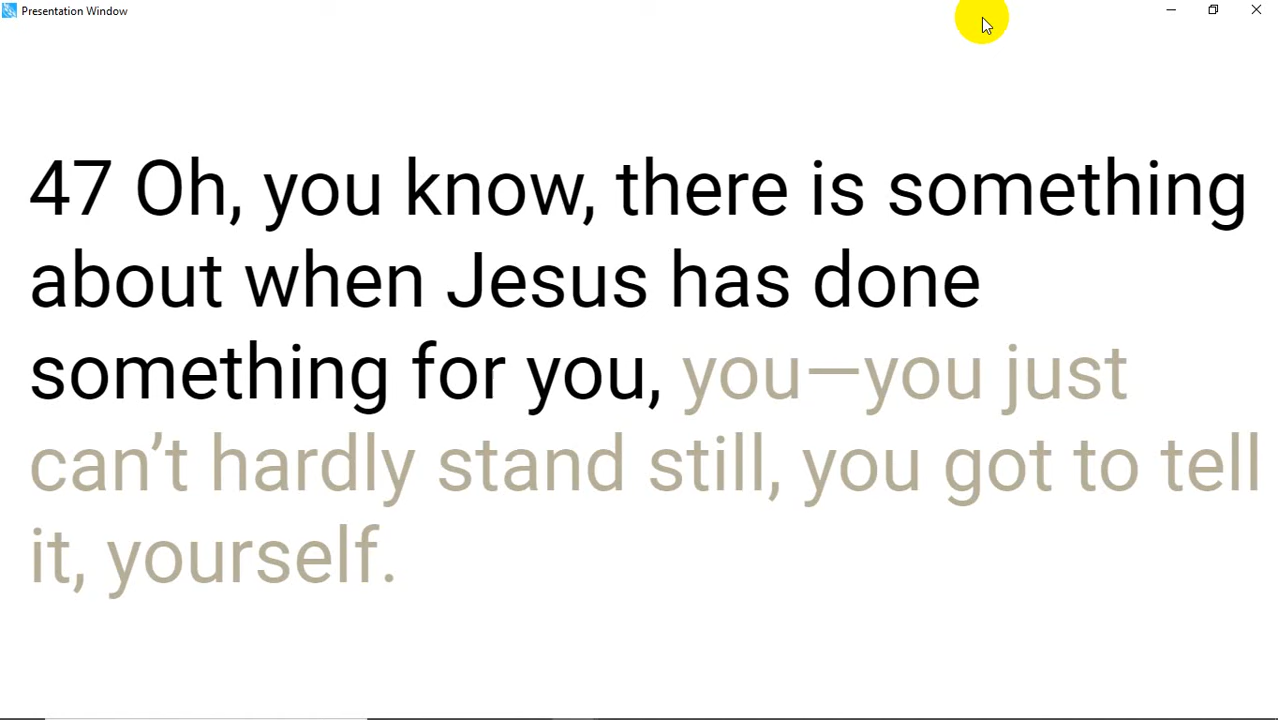 Presentation Window
47 Oh, you know, there is something
about when Jesus has done
something for you, you—you just
can’t hardly stand still, you got to tell
it, yourself.